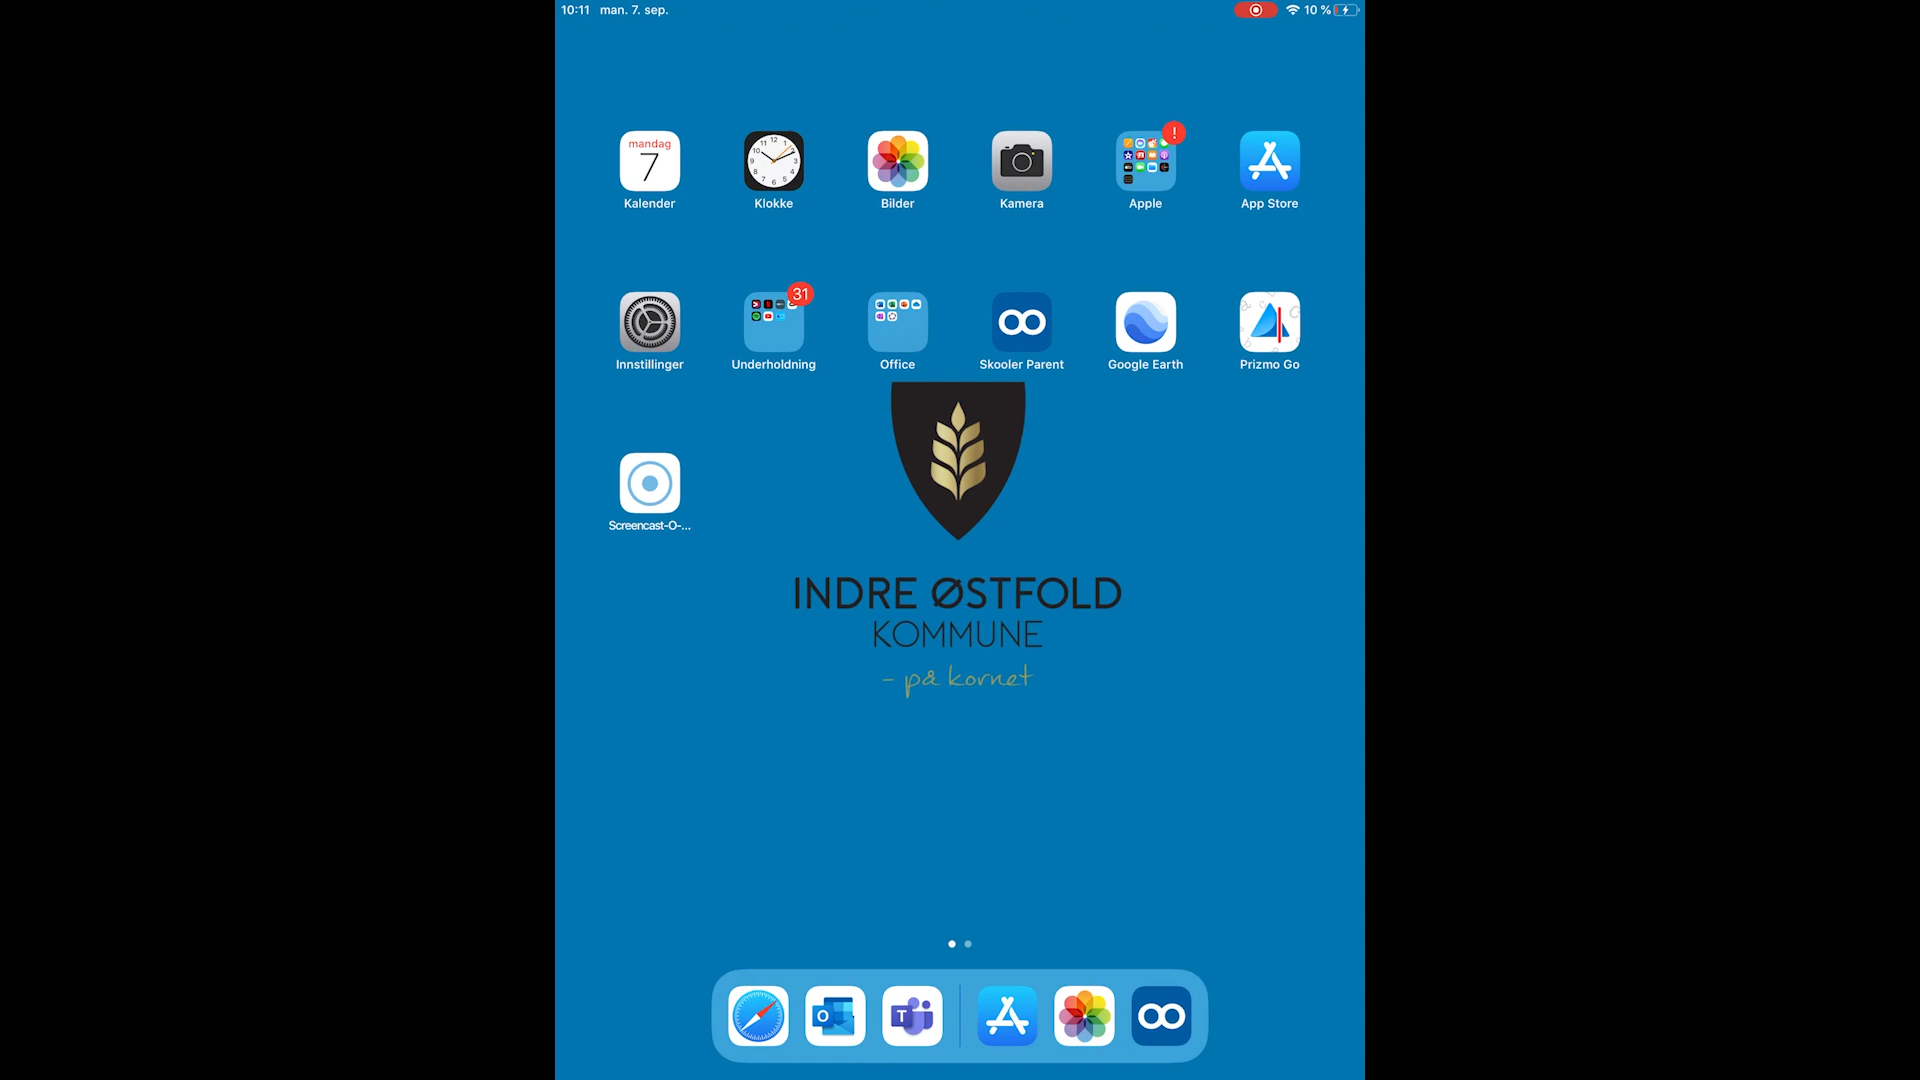 10:11 man. 7. sep. 10 %
mandag
7
Kalender Klokke Bilder Kamera Apple App Store
!
31
Innstillinger Underholdning Office Skooler Parent Google Earth Prizmo Go
Screencast-O-...
INDRE ØSTFOLD
KOMMUNE
- på kornet